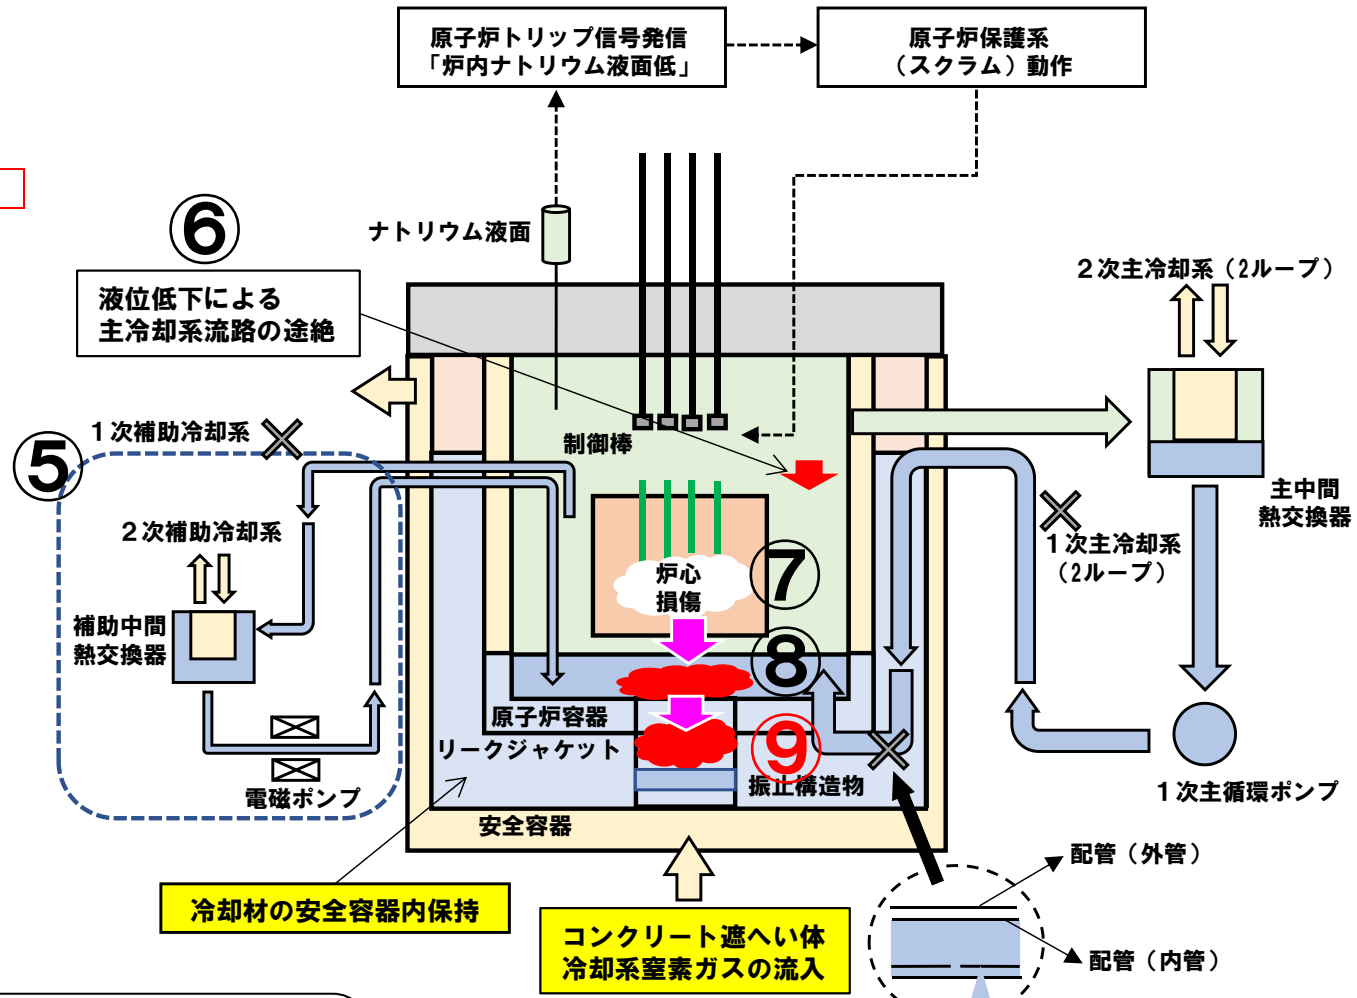 原子炉トリップ信号発信
「炉内ナトリウム液面低」
原子炉保護系
（スクラム）動作
⑥
ナトリウム液面
液位低下による
主冷却系流路の途絶
２次主冷却系（2ループ）
⑤
１次補助冷却系
制御棒
主中間
熱交換器
２次補助冷却系
１次主冷却系
（2ループ）
炉心
損傷
⑦
補助中間
熱交換器
⑧
原子炉容器
リークジャケット
⑨
振止構造物
電磁ポンプ
１次主循環ポンプ
安全容器
配管（外管）
冷却材の安全容器内保持
コンクリート遮へい体
冷却系窒素ガスの流入
配管（内管）